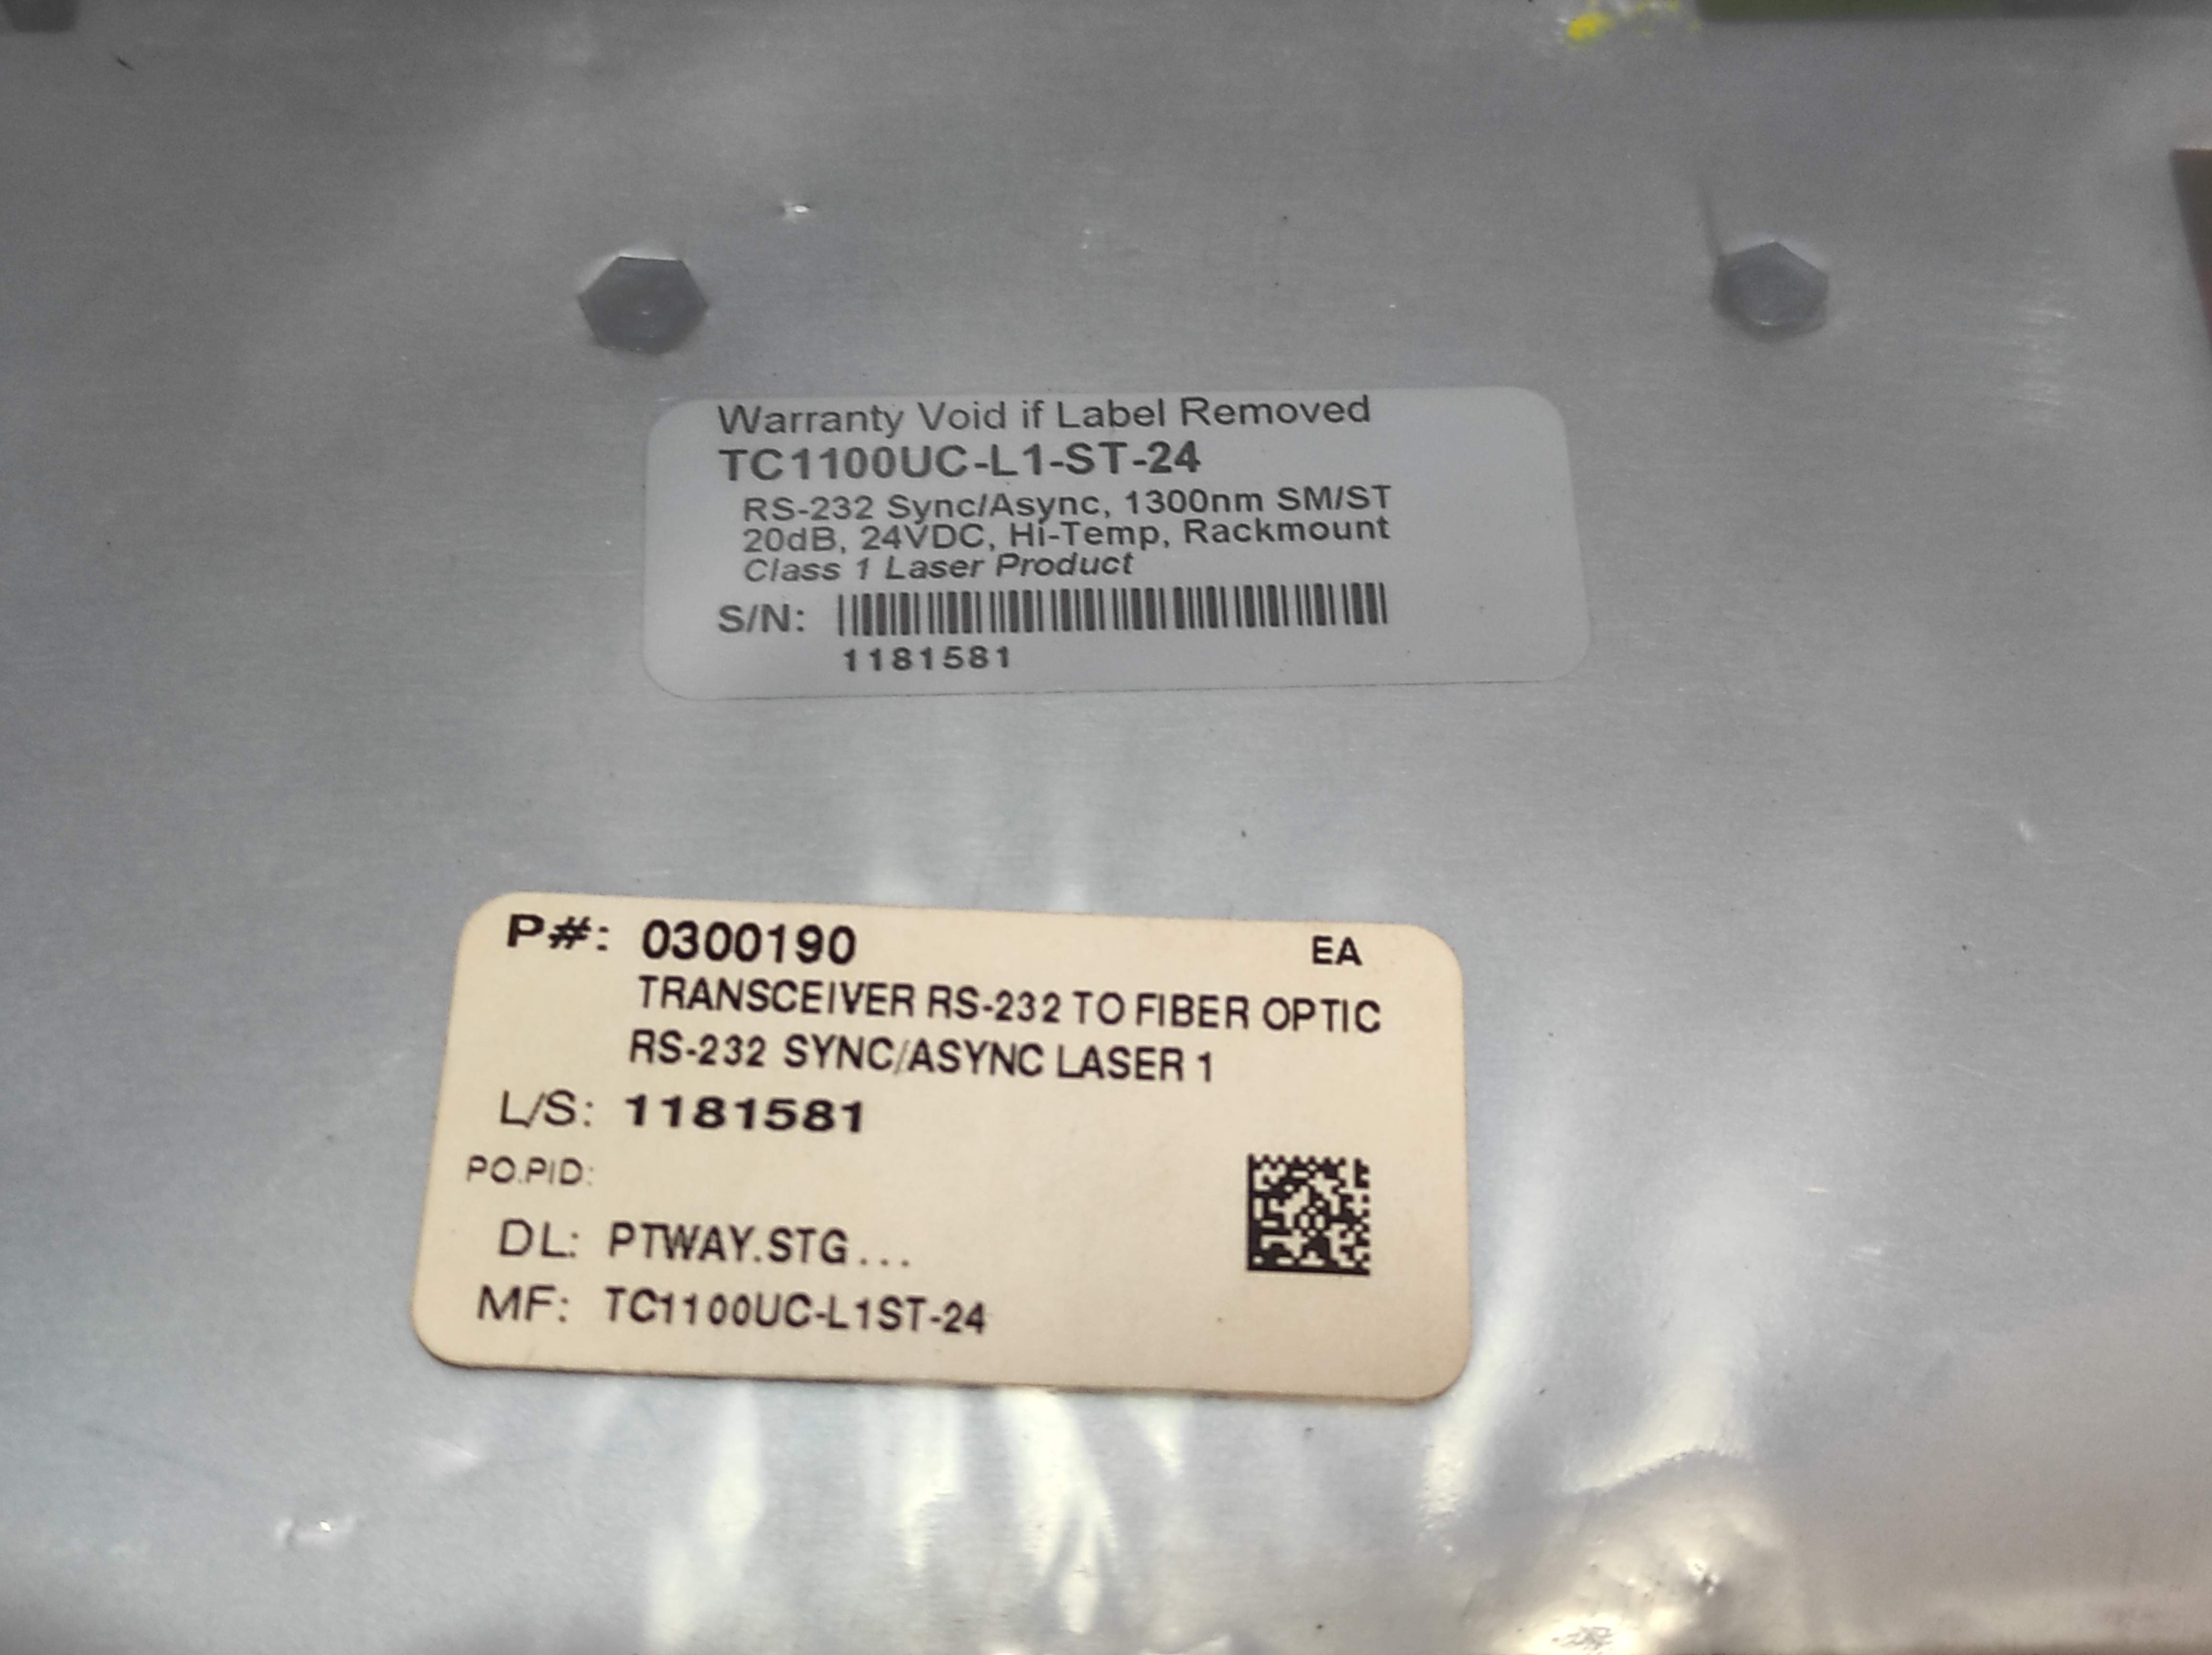 Warranty Void if Label Removed
TC1100UC-L1-ST-24
RS-232 Sync/Async, 1300nm SM/ST
20dB, 24VDC, Hi-Temp, Rackmount
Class 1 Laser Product
S/N:
1181581
P#: 0300190 EA
TRANSCEIVER RS-232 TO FIBER OPTIC
RS-232 SYNC/ASYNC LASER 1
L/S: 1181581
PO.PID:
DL: PTWAY.STG...
MF: TC1100UC-L1ST-24